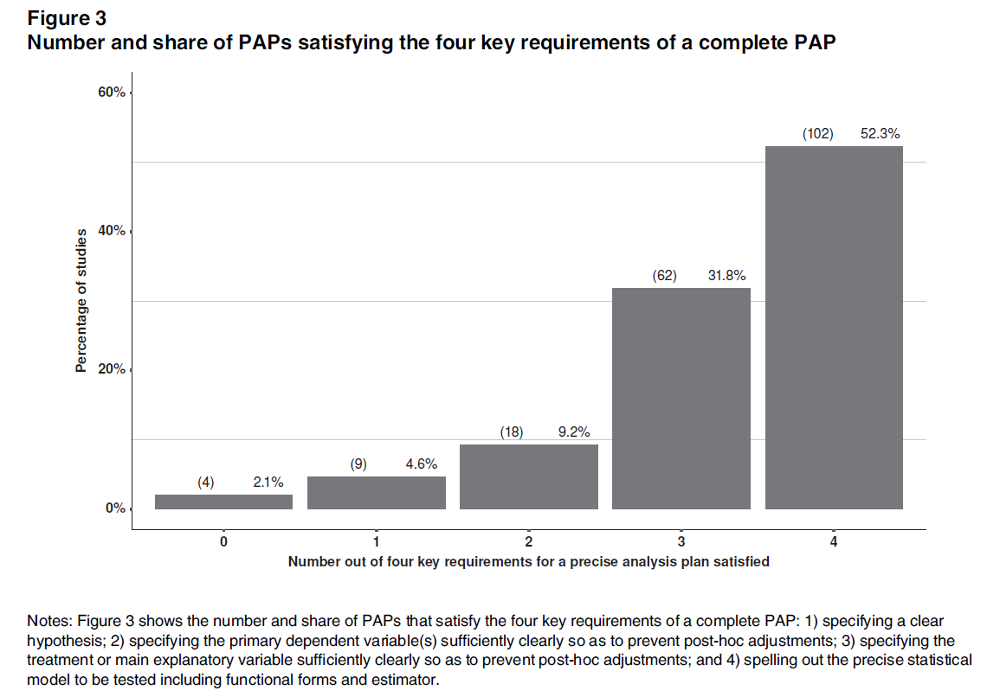 Figure 3
Number and share of PAPs satisfying the four key requirements of a complete PAP
60%
(102) 52.3%
40%
(62) 31.8%
Percentage of studies
20%
(18) 9.2%
(9) 4.6%
(4) 2.1%
0%
0 1 2 3 4
Number out of four key requirements for a precise analysis plan satisfied
Notes: Figure 3 shows the number and share of PAPs that satisfy the four key requirements of a complete PAP: 1) specifying a clear
hypothesis; 2) specifying the primary dependent variable(s) sufficiently clearly so as to prevent post-hoc adjustments; 3) specifying the
treatment or main explanatory variable sufficiently clearly so as to prevent post-hoc adjustments; and 4) spelling out the precise statistical
model to be tested including functional forms and estimator.